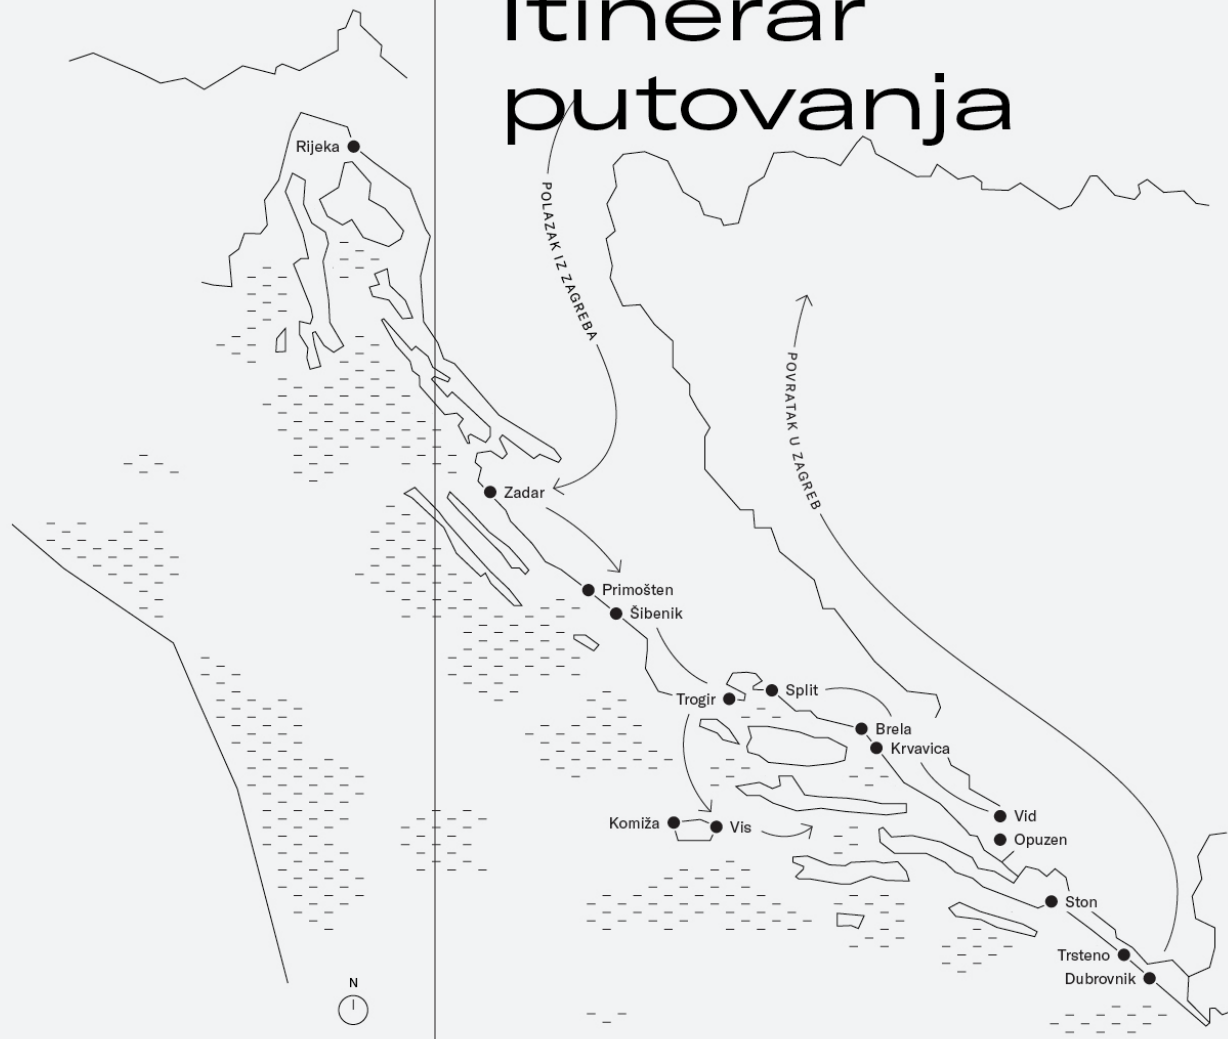 Itinerar
putovanja
Rijeka
POLAZAK IZ ZAGREBA
POVRATAK U ZAGREB
Zadar
Primošten
Šibenik
Trogir
Split
Brela
Krvavica
Komiža
Vis
Vid
Opuzen
Ston
Trsteno
Dubrovnik
N